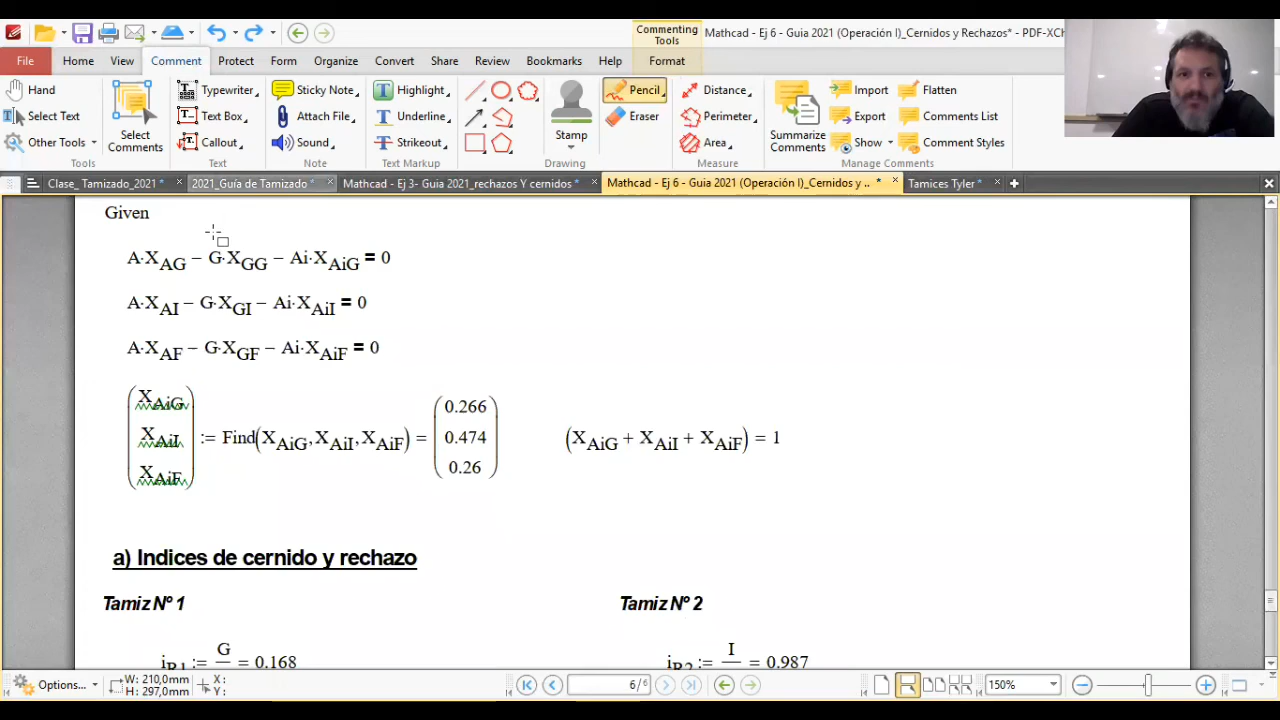 Commenting Tools
Mathcad - Ej 6 - Guia 2021 (Operación I)_Cernidos y Rechazos* - PDF-XCH
File Home View Comment Protect Form Organize Convert Share Review Bookmarks Help Format
Hand
Select Text
Other Tools
Tools
Select Comments
Typewriter
Text Box
Callout
Text
Sticky Note
Attach File
Sound
Note
Highlight
Underline
Strikeout
Text Markup
Stamp
Drawing
Pencil
Eraser
Distance
Perimeter
Area
Measure
Summarize Comments
Import
Export
Show
Flatten
Comments List
Comment Styles
Manage Comments
Clase_ Tamizado_2021 * 2021_Guía de Tamizado * Mathcad - Ej 3- Guia 2021_rechazos Y cernidos * Mathcad - Ej 6 - Guia 2021 (Operación I)_Cernidos y .. * Tamices Tyler *
Given
A·X_AG − G·X_GG − Ai·X_AiG = 0
A·X_AI − G·X_GI − Ai·X_AiI = 0
A·X_AF − G·X_GF − Ai·X_AiF = 0
(X_AiG X_AiI X_AiF) := Find(X_AiG, X_AiI, X_AiF) = (0.266 0.474 0.26) (X_AiG + X_AiI + X_AiF) = 1
a) Indices de cernido y rechazo
Tamiz Nº 1 Tamiz Nº 2
i_R1 := G = 0.168 i_R2 := I = 0.987
Options... W: 210,0mm H: 297,0mm X: Y: 6/6 150%